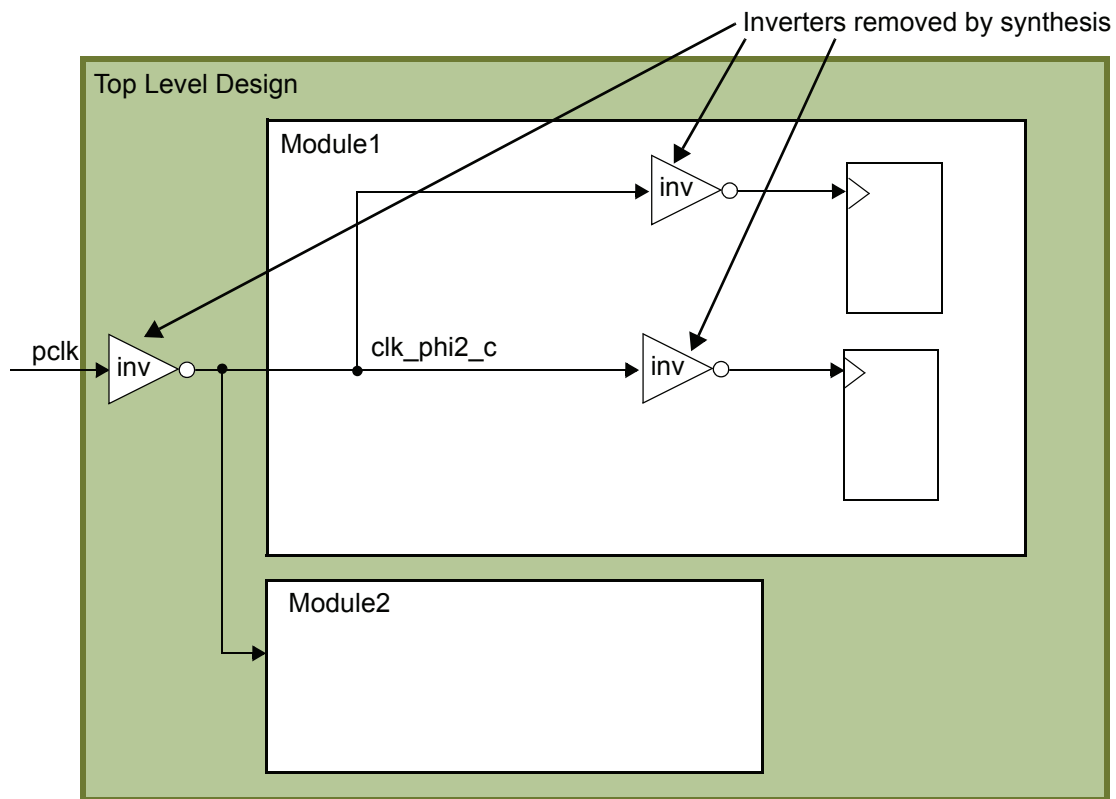 Inverters removed by synthesis
Top Level Design
Module1
inv
pclk
inv
clk_phi2_c
inv
Module2